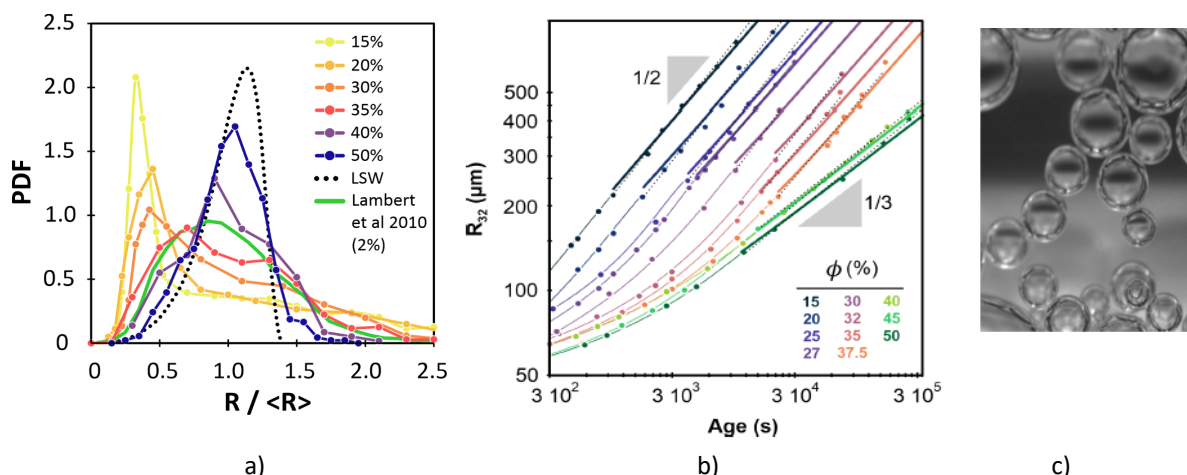 a)
2.5
2.0
1.5
1.0
0.5
0
PDF
0
0.5
1.0
1.5
2.0
2.5
R / <R>
15%
20%
30%
35%
40%
50%
LSW
Lambert
et al 2010
(2%)
500
400
300
200
100
50
R32 (µm)
3 10²
3 10³
3 10⁴
3 10⁵
Age (s)
1/2
1/3
ϕ (%)
15 30 40
20 32 45
25 35 50
27 37.5
c)
a)
b)
c)